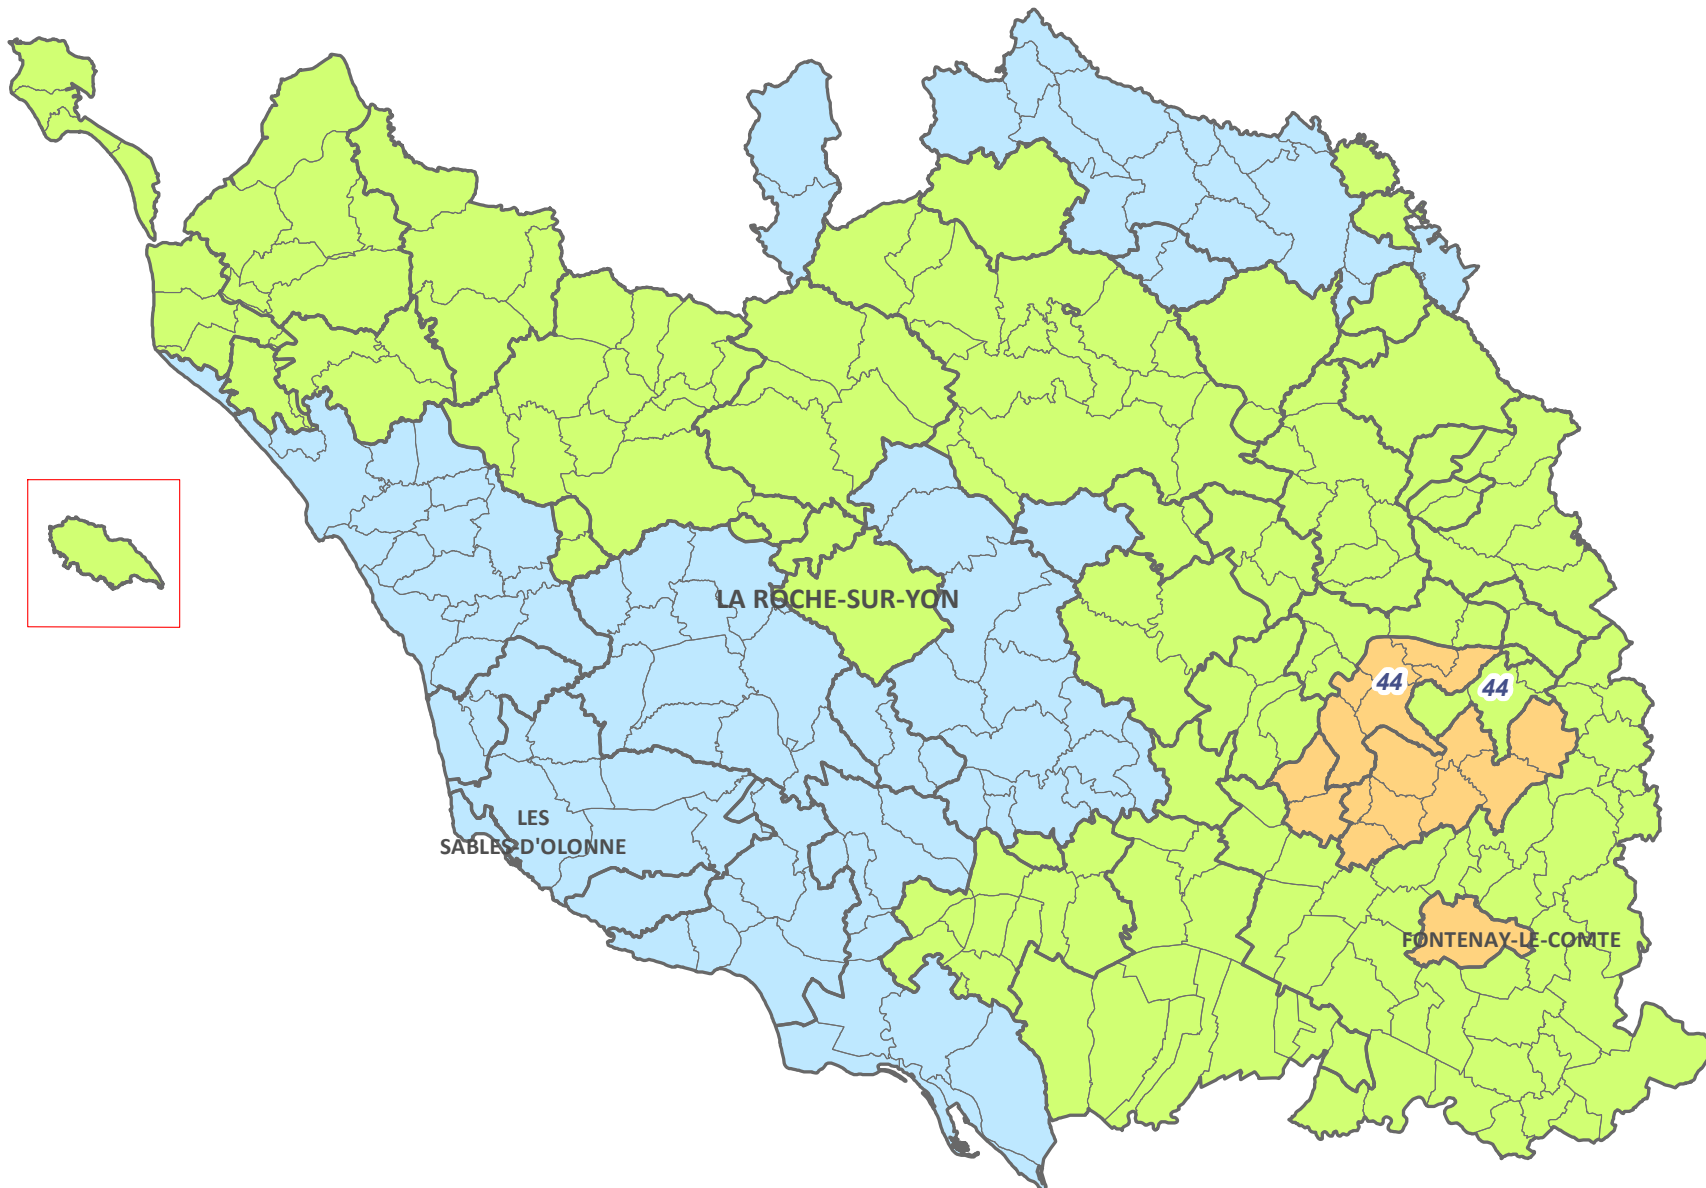 LA ROCHE-SUR-YON
44
44
LES
SABLES-D'OLONNE
FONTENAY-LE-COMTE